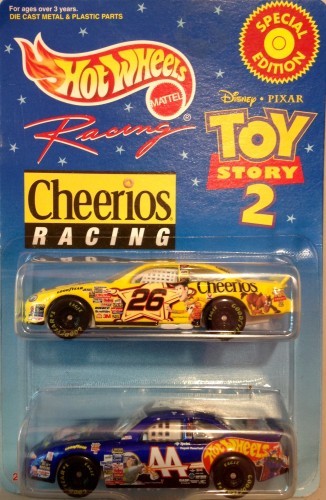 For ages over 3 years.
DIE CAST METAL & PLASTIC PARTS
SPECIAL
EDITION
Hot Wheels
MATTEL
Racing
Disney • PIXAR
TOY
STORY
2
Cheerios
RACING
26
Cheerios
44
HOT WHEELS
2